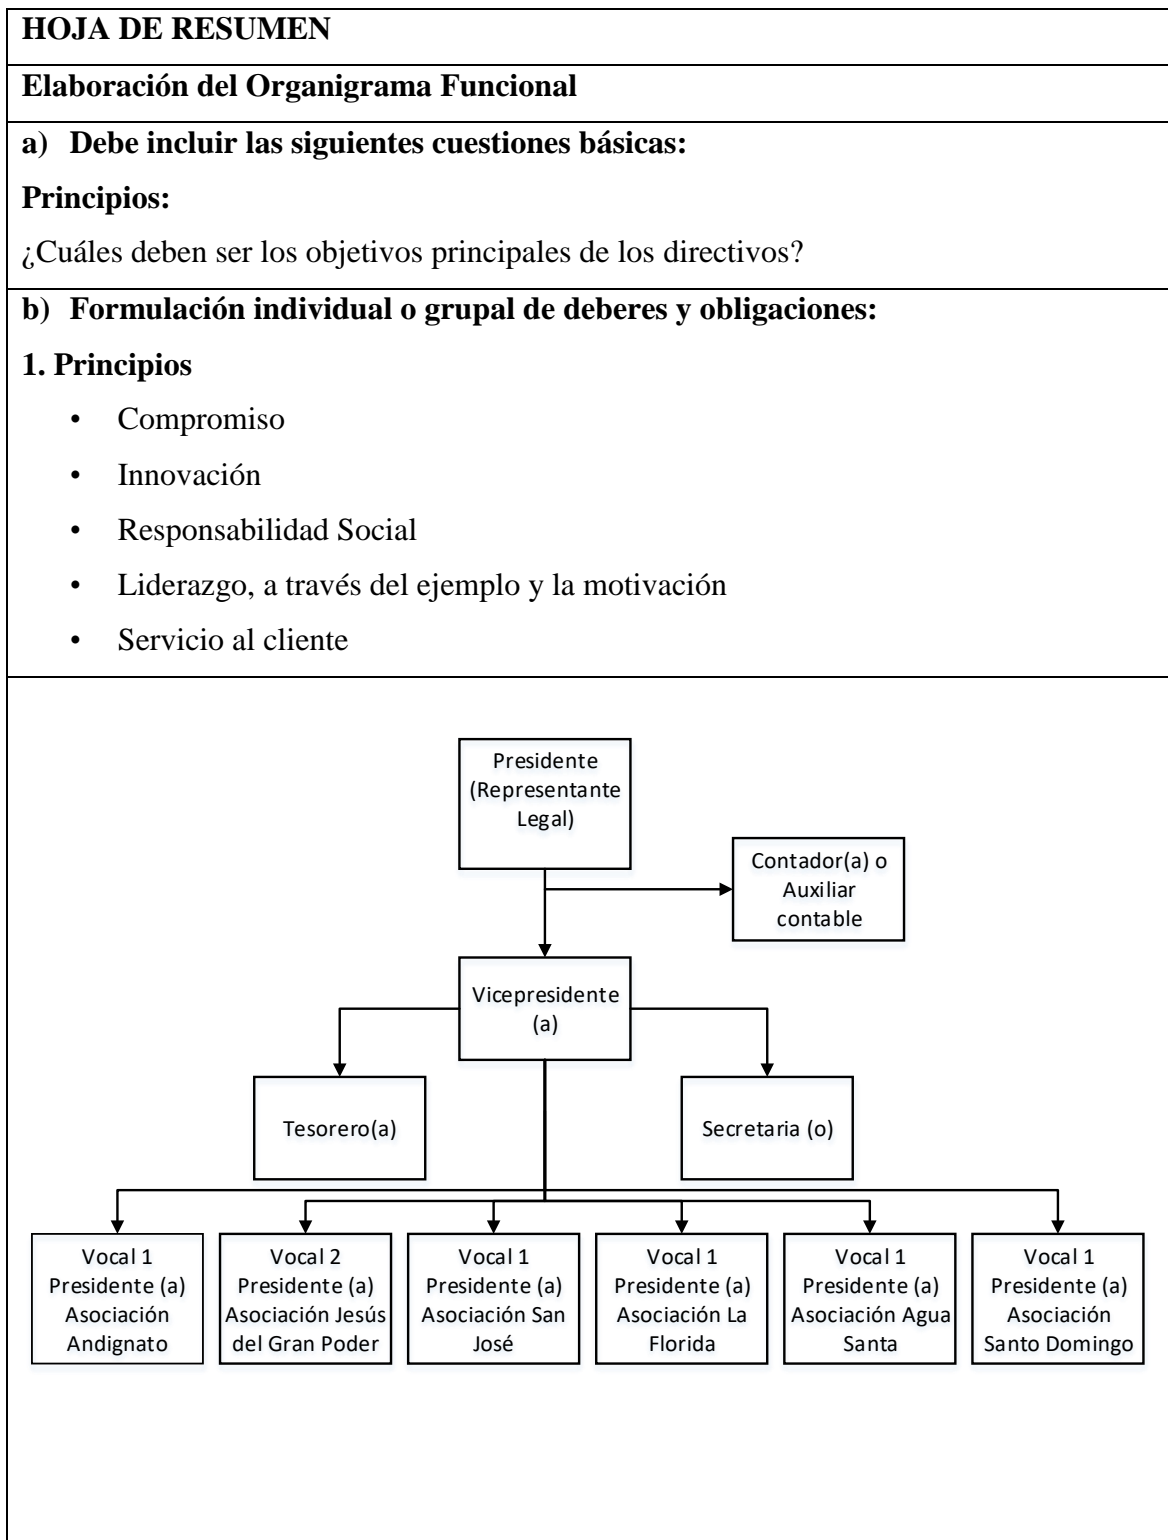 HOJA DE RESUMEN
Elaboración del Organigrama Funcional
a) Debe incluir las siguientes cuestiones básicas:
Principios:
¿Cuáles deben ser los objetivos principales de los directivos?
b) Formulación individual o grupal de deberes y obligaciones:
1. Principios
• Compromiso
• Innovación
• Responsabilidad Social
• Liderazgo, a través del ejemplo y la motivación
• Servicio al cliente
Presidente
(Representante
Legal)
Contador(a) o
Auxiliar
contable
Vicepresidente
(a)
Tesorero(a)
Secretaria (o)
Vocal 1
Presidente (a)
Asociación
Andignato
Vocal 2
Presidente (a)
Asociación Jesús
del Gran Poder
Vocal 1
Presidente (a)
Asociación San
José
Vocal 1
Presidente (a)
Asociación La
Florida
Vocal 1
Presidente (a)
Asociación Agua
Santa
Vocal 1
Presidente (a)
Asociación
Santo Domingo